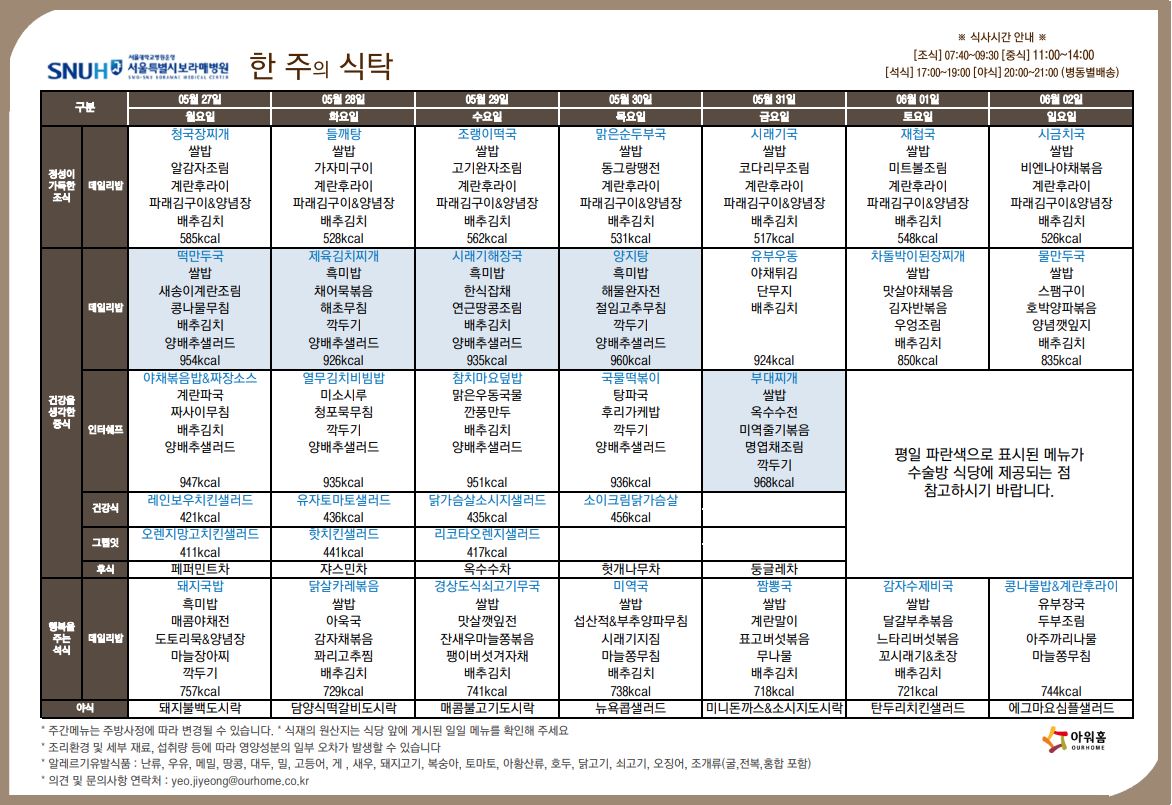 ※ 식사시간 안내 ※
[조식] 07:40~09:30 [중식] 11:00~14:00
[석식] 17:00~19:00 [야식] 20:00~21:00 (병동별배송)
SNUH 서울대학교병원운영 서울특별시보라매병원
SMG-SNU BORAMAE MEDICAL CENTER
한 주의 식탁
구분 05월 27일 05월 28일 05월 29일 05월 30일 05월 31일 06월 01일 06월 02일
월요일 화요일 수요일 목요일 금요일 토요일 일요일
정성이 가득한 조식
데일리밥
청국장찌개 들깨탕 조랭이떡국 맑은순두부국 시래기국 재첩국 시금치국
쌀밥 쌀밥 쌀밥 쌀밥 쌀밥 쌀밥 쌀밥
알감자조림 가자미구이 고기완자조림 동그랑땡전 코다리무조림 미트볼조림 비엔나야채볶음
계란후라이 계란후라이 계란후라이 계란후라이 계란후라이 계란후라이 계란후라이
파래김구이&양념장 파래김구이&양념장 파래김구이&양념장 파래김구이&양념장 파래김구이&양념장 파래김구이&양념장 파래김구이&양념장
배추김치 배추김치 배추김치 배추김치 배추김치 배추김치 배추김치
585kcal 528kcal 562kcal 531kcal 517kcal 548kcal 526kcal
건강을 생각한 중식
데일리밥
떡만두국 제육김치찌개 시래기해장국 양지탕 유부우동 차돌박이된장찌개 물만두국
쌀밥 흑미밥 흑미밥 흑미밥 야채튀김 쌀밥 쌀밥
새송이계란조림 채어묵볶음 한식잡채 해물완자전 단무지 맛살야채볶음 스팸구이
콩나물무침 해초무침 연근땅콩조림 절임고추무침 배추김치 김자반볶음 호박양파볶음
배추김치 깍두기 배추김치 깍두기 우엉조림 양념깻잎지
양배추샐러드 양배추샐러드 양배추샐러드 양배추샐러드 배추김치 배추김치
954kcal 926kcal 935kcal 960kcal 924kcal 850kcal 835kcal
인터쉐프
야채볶음밥&짜장소스 열무김치비빔밥 참치마요덮밥 국물떡볶이 부대찌개
계란파국 미소시루 맑은우동국물 탕파국 쌀밥
짜사이무침 청포묵무침 깐풍만두 후리가케밥 옥수수전
배추김치 깍두기 배추김치 깍두기 미역줄기볶음
양배추샐러드 양배추샐러드 양배추샐러드 양배추샐러드 명엽채조림
깍두기
947kcal 935kcal 951kcal 936kcal 968kcal
평일 파란색으로 표시된 메뉴가
수술방 식당에 제공되는 점
참고하시기 바랍니다.
건강식
레인보우치킨샐러드 유자토마토샐러드 닭가슴살소시지샐러드 소이크림닭가슴살
421kcal 436kcal 435kcal 456kcal
그랩잇
오렌지망고치킨샐러드 핫치킨샐러드 리코타오렌지샐러드
411kcal 441kcal 417kcal
후식 페퍼민트차 쟈스민차 옥수수차 헛개나무차 둥글레차
행복을 주는 석식
데일리밥
돼지국밥 닭살카레볶음 경상도식쇠고기무국 미역국 짬뽕국 감자수제비국 콩나물밥&계란후라이
흑미밥 쌀밥 쌀밥 쌀밥 쌀밥 쌀밥 유부장국
매콤야채전 아욱국 맛살깻잎전 섭산적&부추양파무침 계란말이 달걀부추볶음 두부조림
도토리묵&양념장 감자채볶음 잔새우마늘쫑볶음 시래기지짐 표고버섯볶음 느타리버섯볶음 아주까리나물
마늘장아찌 꽈리고추찜 팽이버섯겨자채 마늘쫑무침 무나물 꼬시래기&초장 마늘쫑무침
깍두기 배추김치 배추김치 배추김치 배추김치 배추김치
757kcal 729kcal 741kcal 738kcal 718kcal 721kcal 744kcal
야식 돼지불백도시락 담양식떡갈비도시락 매콤불고기도시락 뉴욕콥샐러드 미니돈까스&소시지도시락 탄두리치킨샐러드 에그마요심플샐러드
* 주간메뉴는 주방사정에 따라 변경될 수 있습니다. * 식재의 원산지는 식당 앞에 게시된 일일 메뉴를 확인해 주세요
* 조리환경 및 세부 재료, 섭취량 등에 따라 영양성분의 일부 오차가 발생할 수 있습니다
* 알레르기유발식품 : 난류, 우유, 메밀, 땅콩, 대두, 밀, 고등어, 게 , 새우, 돼지고기, 복숭아, 토마토, 아황산류, 호두, 닭고기, 쇠고기, 오징어, 조개류(굴,전복,홍합 포함)
* 의견 및 문의사항 연락처 : yeo.jiyeong@ourhome.co.kr
아워홈
OURHOME